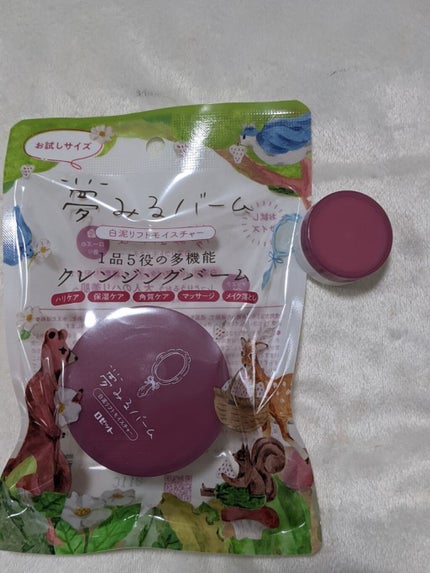 お試しサイズ
夢みるバーム
白泥リフトモイスチャー
1品5役の多機能
クレンジングバーム
ハリケア 保湿ケア 角質ケア マッサージ メイク落とし
夢みるバーム
白泥リフトモイスチャー
ロゼット